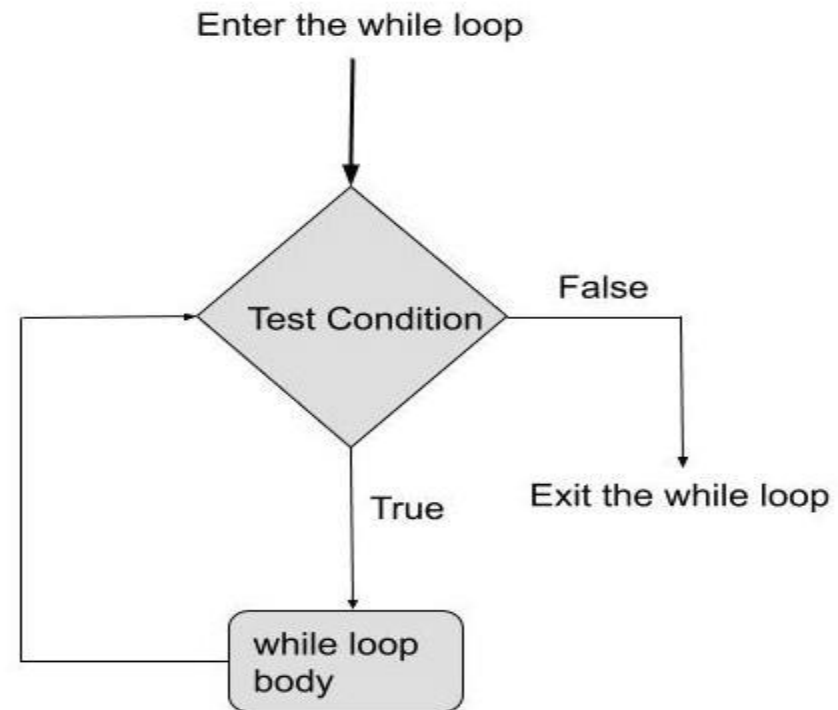 Enter the while loop
Test Condition
False
True
Exit the while loop
while loop
body